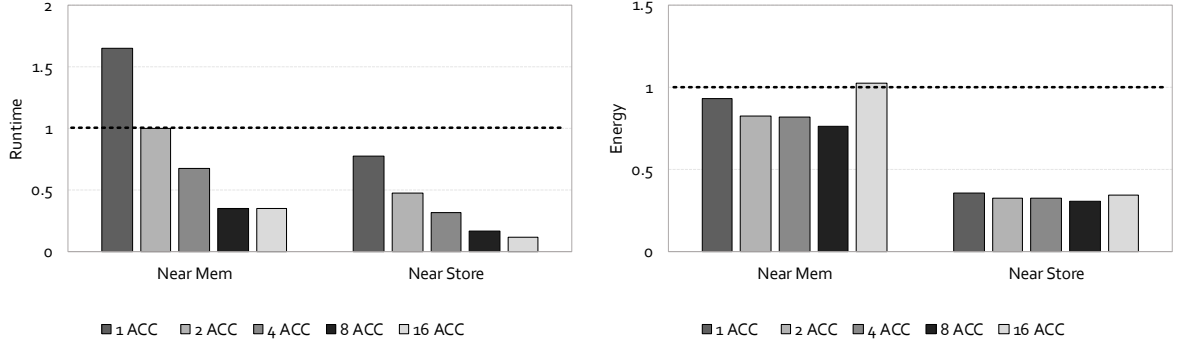 2
1.5
1
0.5
0
Runtime
Near Mem Near Store
1 ACC 2 ACC 4 ACC 8 ACC 16 ACC
1.5
1
0.5
0
Energy
Near Mem Near Store
1 ACC 2 ACC 4 ACC 8 ACC 16 ACC